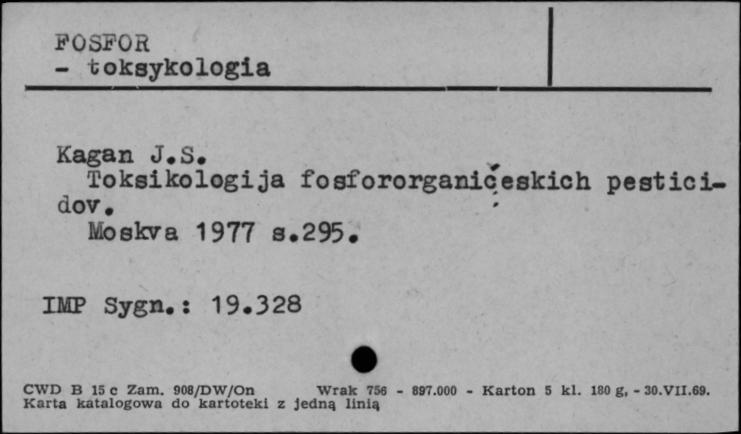 FOSFOR
- toksykologia
Kagan J.S.
Toksikologija fosfororganičeskich pestici-
dov.
Moskva 1977 s.295.
IMP Sygn.: 19.328
CWD B 15 c Zam. 908/DW/On Wrak 756 - 897.000 - Karton 5 kl. 180 g, - 30.VII.69.
Karta katalogowa do kartoteki z jedną linią